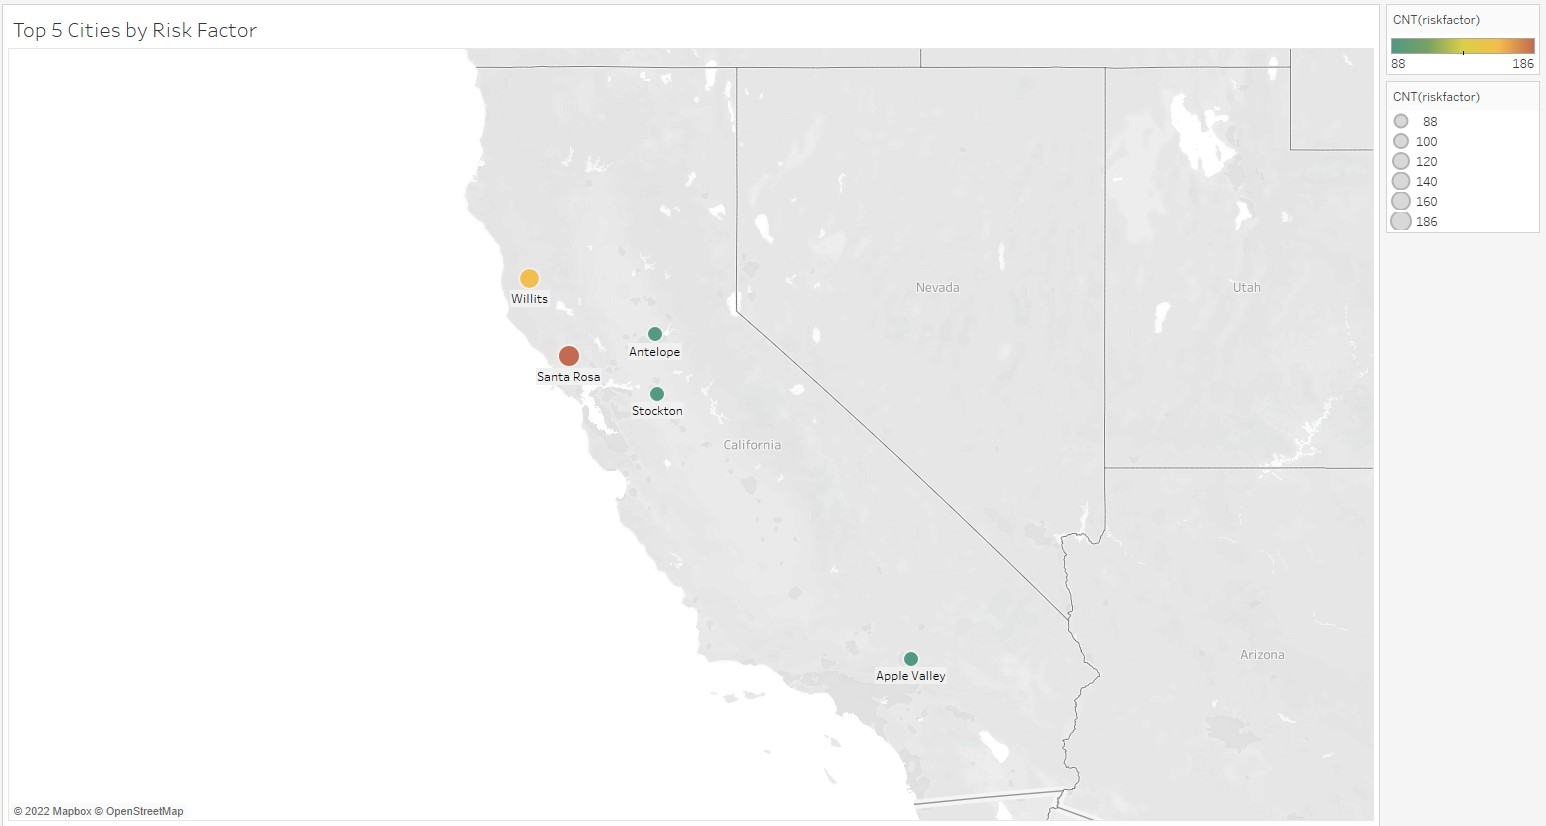 Top 5 Cities by Risk Factor
Nevada
Utah
Willits
Antelope
Santa Rosa
Stockton
California
Arizona
Apple Valley
© 2022 Mapbox © OpenStreetMap
CNT(riskfactor)
88 186
CNT(riskfactor)
88
100
120
140
160
186